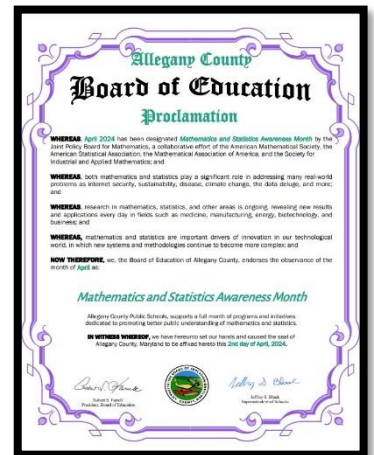 Allegany County
Board of Education
Proclamation
WHEREAS, April 2024 has been designated Mathematics and Statistics Awareness Month by the
Joint Policy Board for Mathematics, a collaborative effort of the American Mathematical Society, the
American Statistical Association, the Mathematical Association of America, and the Society for
Industrial and Applied Mathematics; and
WHEREAS, both mathematics and statistics play a significant role in addressing many real-world
problems as internet security, sustainability, disease, climate change, the data deluge, and more;
and
WHEREAS, research in mathematics, statistics, and other areas is ongoing, revealing new results
and applications every day in fields such as medicine, manufacturing, energy, biotechnology, and
business; and
WHEREAS, mathematics and statistics are important drivers of innovation in our technological
world, in which new systems and methodologies continue to become more complex; and
NOW THEREFORE, we, the Board of Education of Allegany County, endorses the observance of the
month of April as:
Mathematics and Statistics Awareness Month
Allegany County Public Schools, supports a full month of programs and initiatives
dedicated to promoting better public understanding of mathematics and statistics.
IN WITNESS WHEREOF, we have hereunto set our hands and caused the seal of
Allegany County, Maryland to be affixed hereto this 2nd day of April, 2024.
Robert S. Farrell
President, Board of Education
Jeffrey S. Blank
Superintendent of Schools